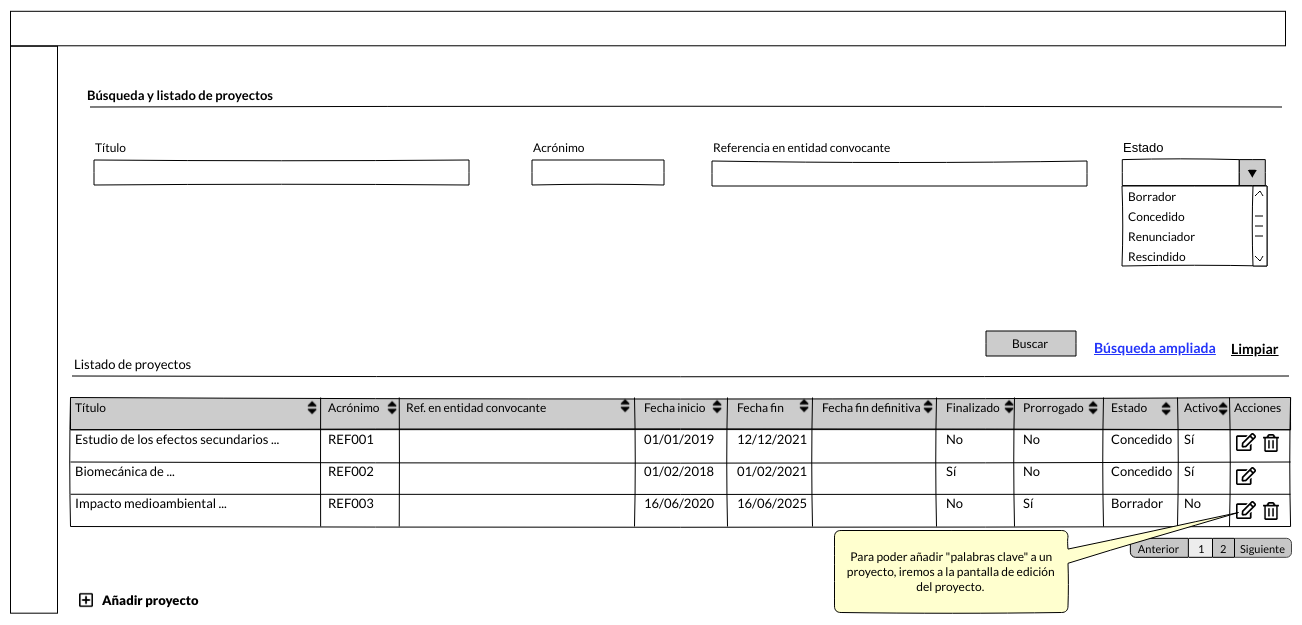 Búsqueda y listado de proyectos
Título Acrónimo Referencia en entidad convocante Estado
Borrador
Concedido
Renunciador
Rescindido
Buscar Búsqueda ampliada Limpiar
Listado de proyectos
Título Acrónimo Ref. en entidad convocante Fecha inicio Fecha fin Fecha fin definitiva Finalizado Prorrogado Estado Activo Acciones
Estudio de los efectos secundarios ... REF001 01/01/2019 12/12/2021 No No Concedido Sí
Biomecánica de ... REF002 01/02/2018 01/02/2021 Sí No Concedido Sí
Impacto medioambiental ... REF003 16/06/2020 16/06/2025 No Sí Borrador No
Anterior 1 2 Siguiente
Para poder añadir "palabras clave" a un
proyecto, iremos a la pantalla de edición
del proyecto.
Añadir proyecto